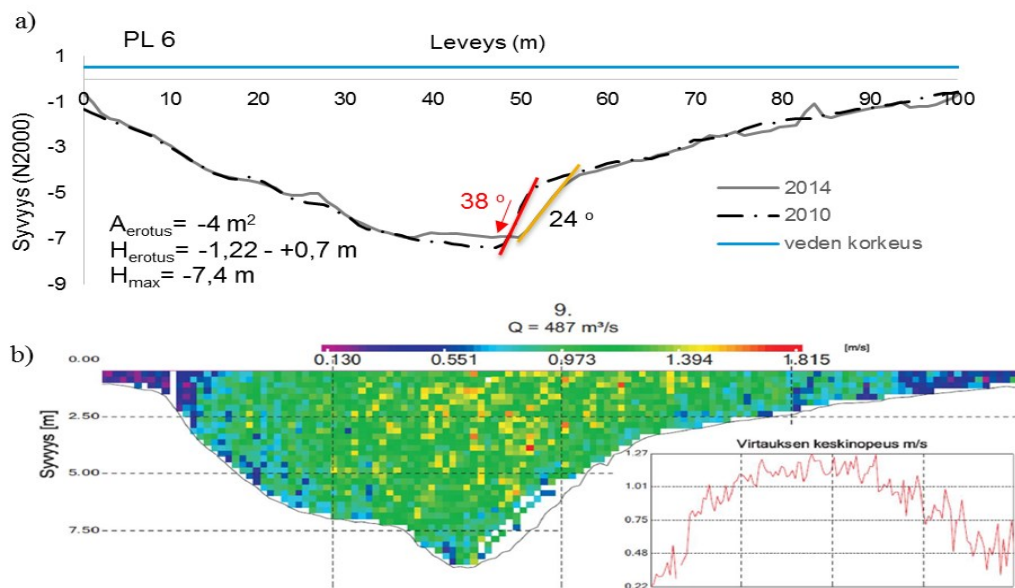 a)
PL 6
Leveys (m)
Syvyys (N2000)
1
-1
-3
-5
-7
-9
0 10 20 30 40 50 60 70 80 90 100
38 o
24 o
2014
2010
veden korkeus
Aerotus= -4 m2
Herotus= -1,22 - +0,7 m
Hmax= -7,4 m
b)
9.
Q = 487 m³/s
0.130 0.551 0.973 1.394 1.815
[m/s]
Syvyys [m]
0.00
2.50
5.00
7.50
Virtauksen keskinopeus m/s
1.27
1.01
0.75
0.48
0.22